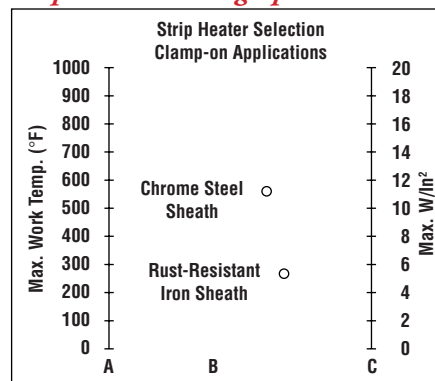 Strip Heater Selection
Clamp-on Applications
Max. Work Temp. (°F)
1000
900
800
700
600
500
400
300
200
100
0
Chrome Steel
Sheath
Rust-Resistant
Iron Sheath
20
18
16
14
12
10
8
6
4
2
0
Max. W/In²
A B C